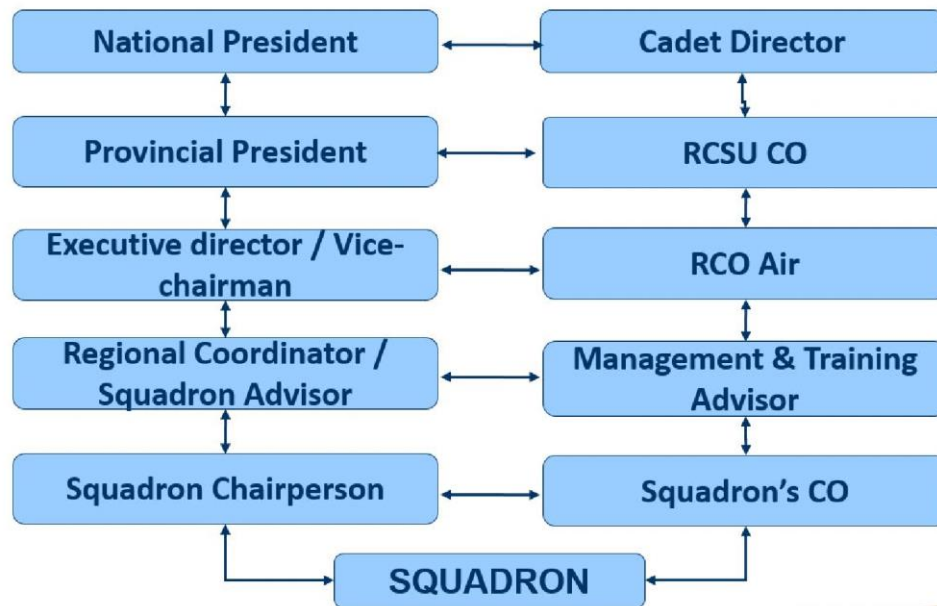 National President
Cadet Director
Provincial President
RCSU CO
Executive director / Vice-
chairman
RCO Air
Regional Coordinator /
Squadron Advisor
Management & Training
Advisor
Squadron Chairperson
Squadron’s CO
SQUADRON